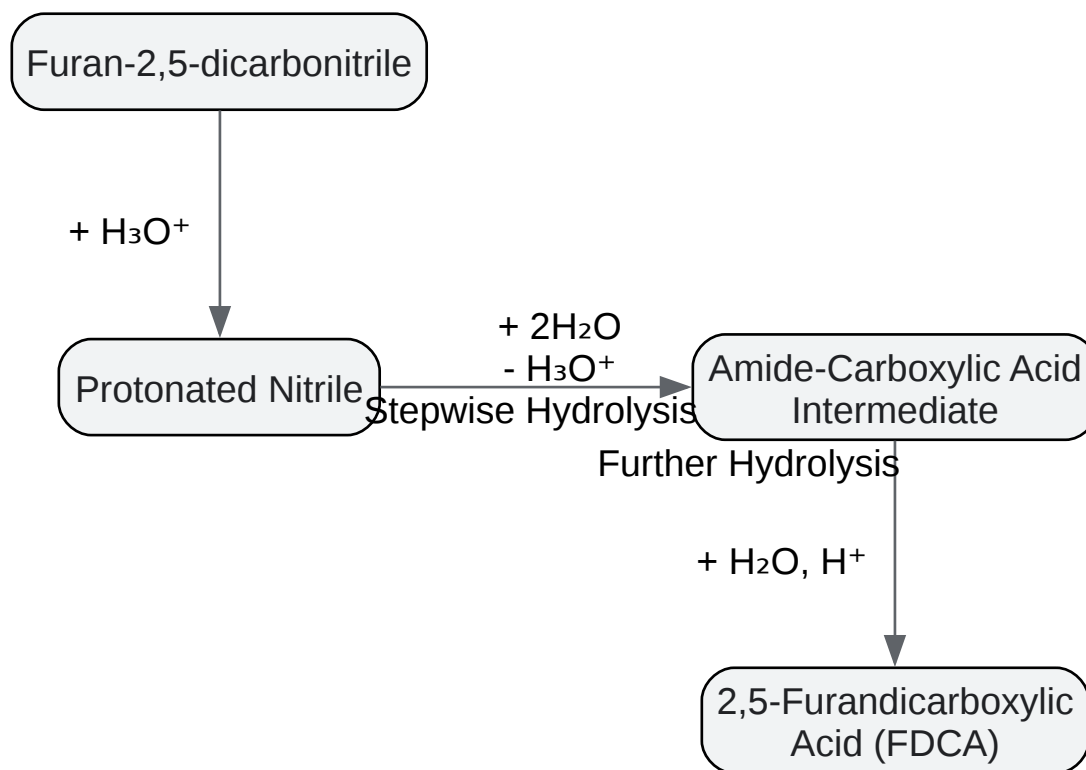 Furan-2,5-dicarbonitrile
+ H₃O⁺
Protonated Nitrile
+ 2H₂O
- H₃O⁺
Stepwise Hydrolysis
Amide-Carboxylic Acid
Intermediate
Further Hydrolysis
+ H₂O, H⁺
2,5-Furandicarboxylic
Acid (FDCA)